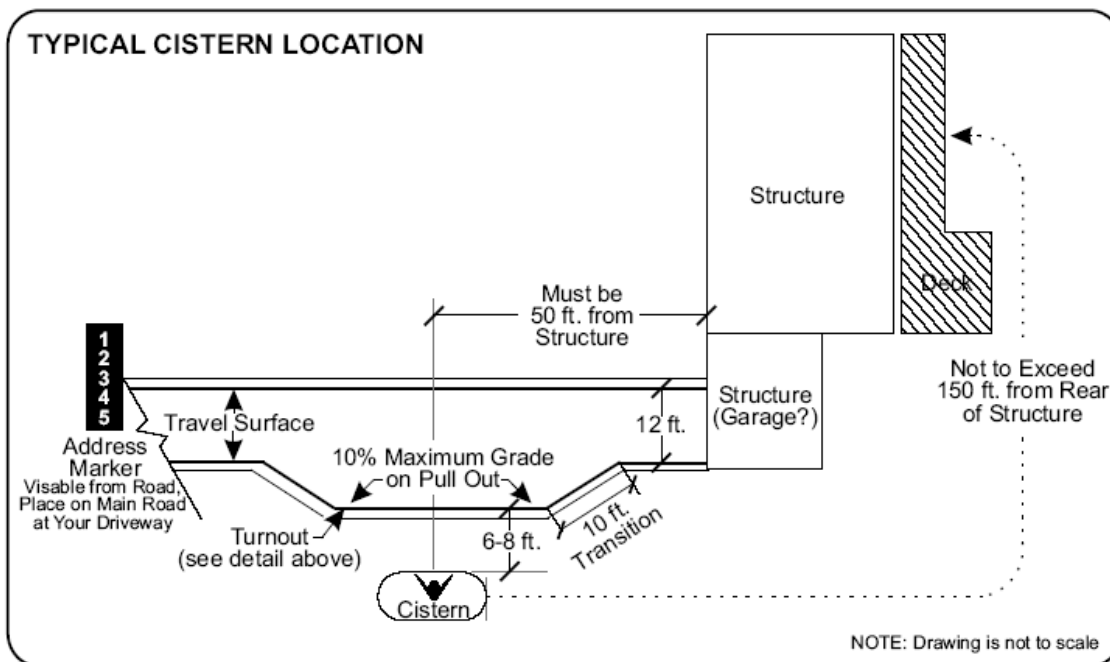 TYPICAL CISTERN LOCATION
Structure
Deck
Must be
50 ft. from
Structure
Not to Exceed
150 ft. from Rear
of Structure
1
2
3
4
5
Address
Marker
Visable from Road,
Place on Main Road
at Your Driveway
Travel Surface
12 ft.
Structure
(Garage?)
10% Maximum Grade
on Pull Out
Turnout
(see detail above)
6-8 ft.
10 ft.
Transition
Cistern
NOTE: Drawing is not to scale